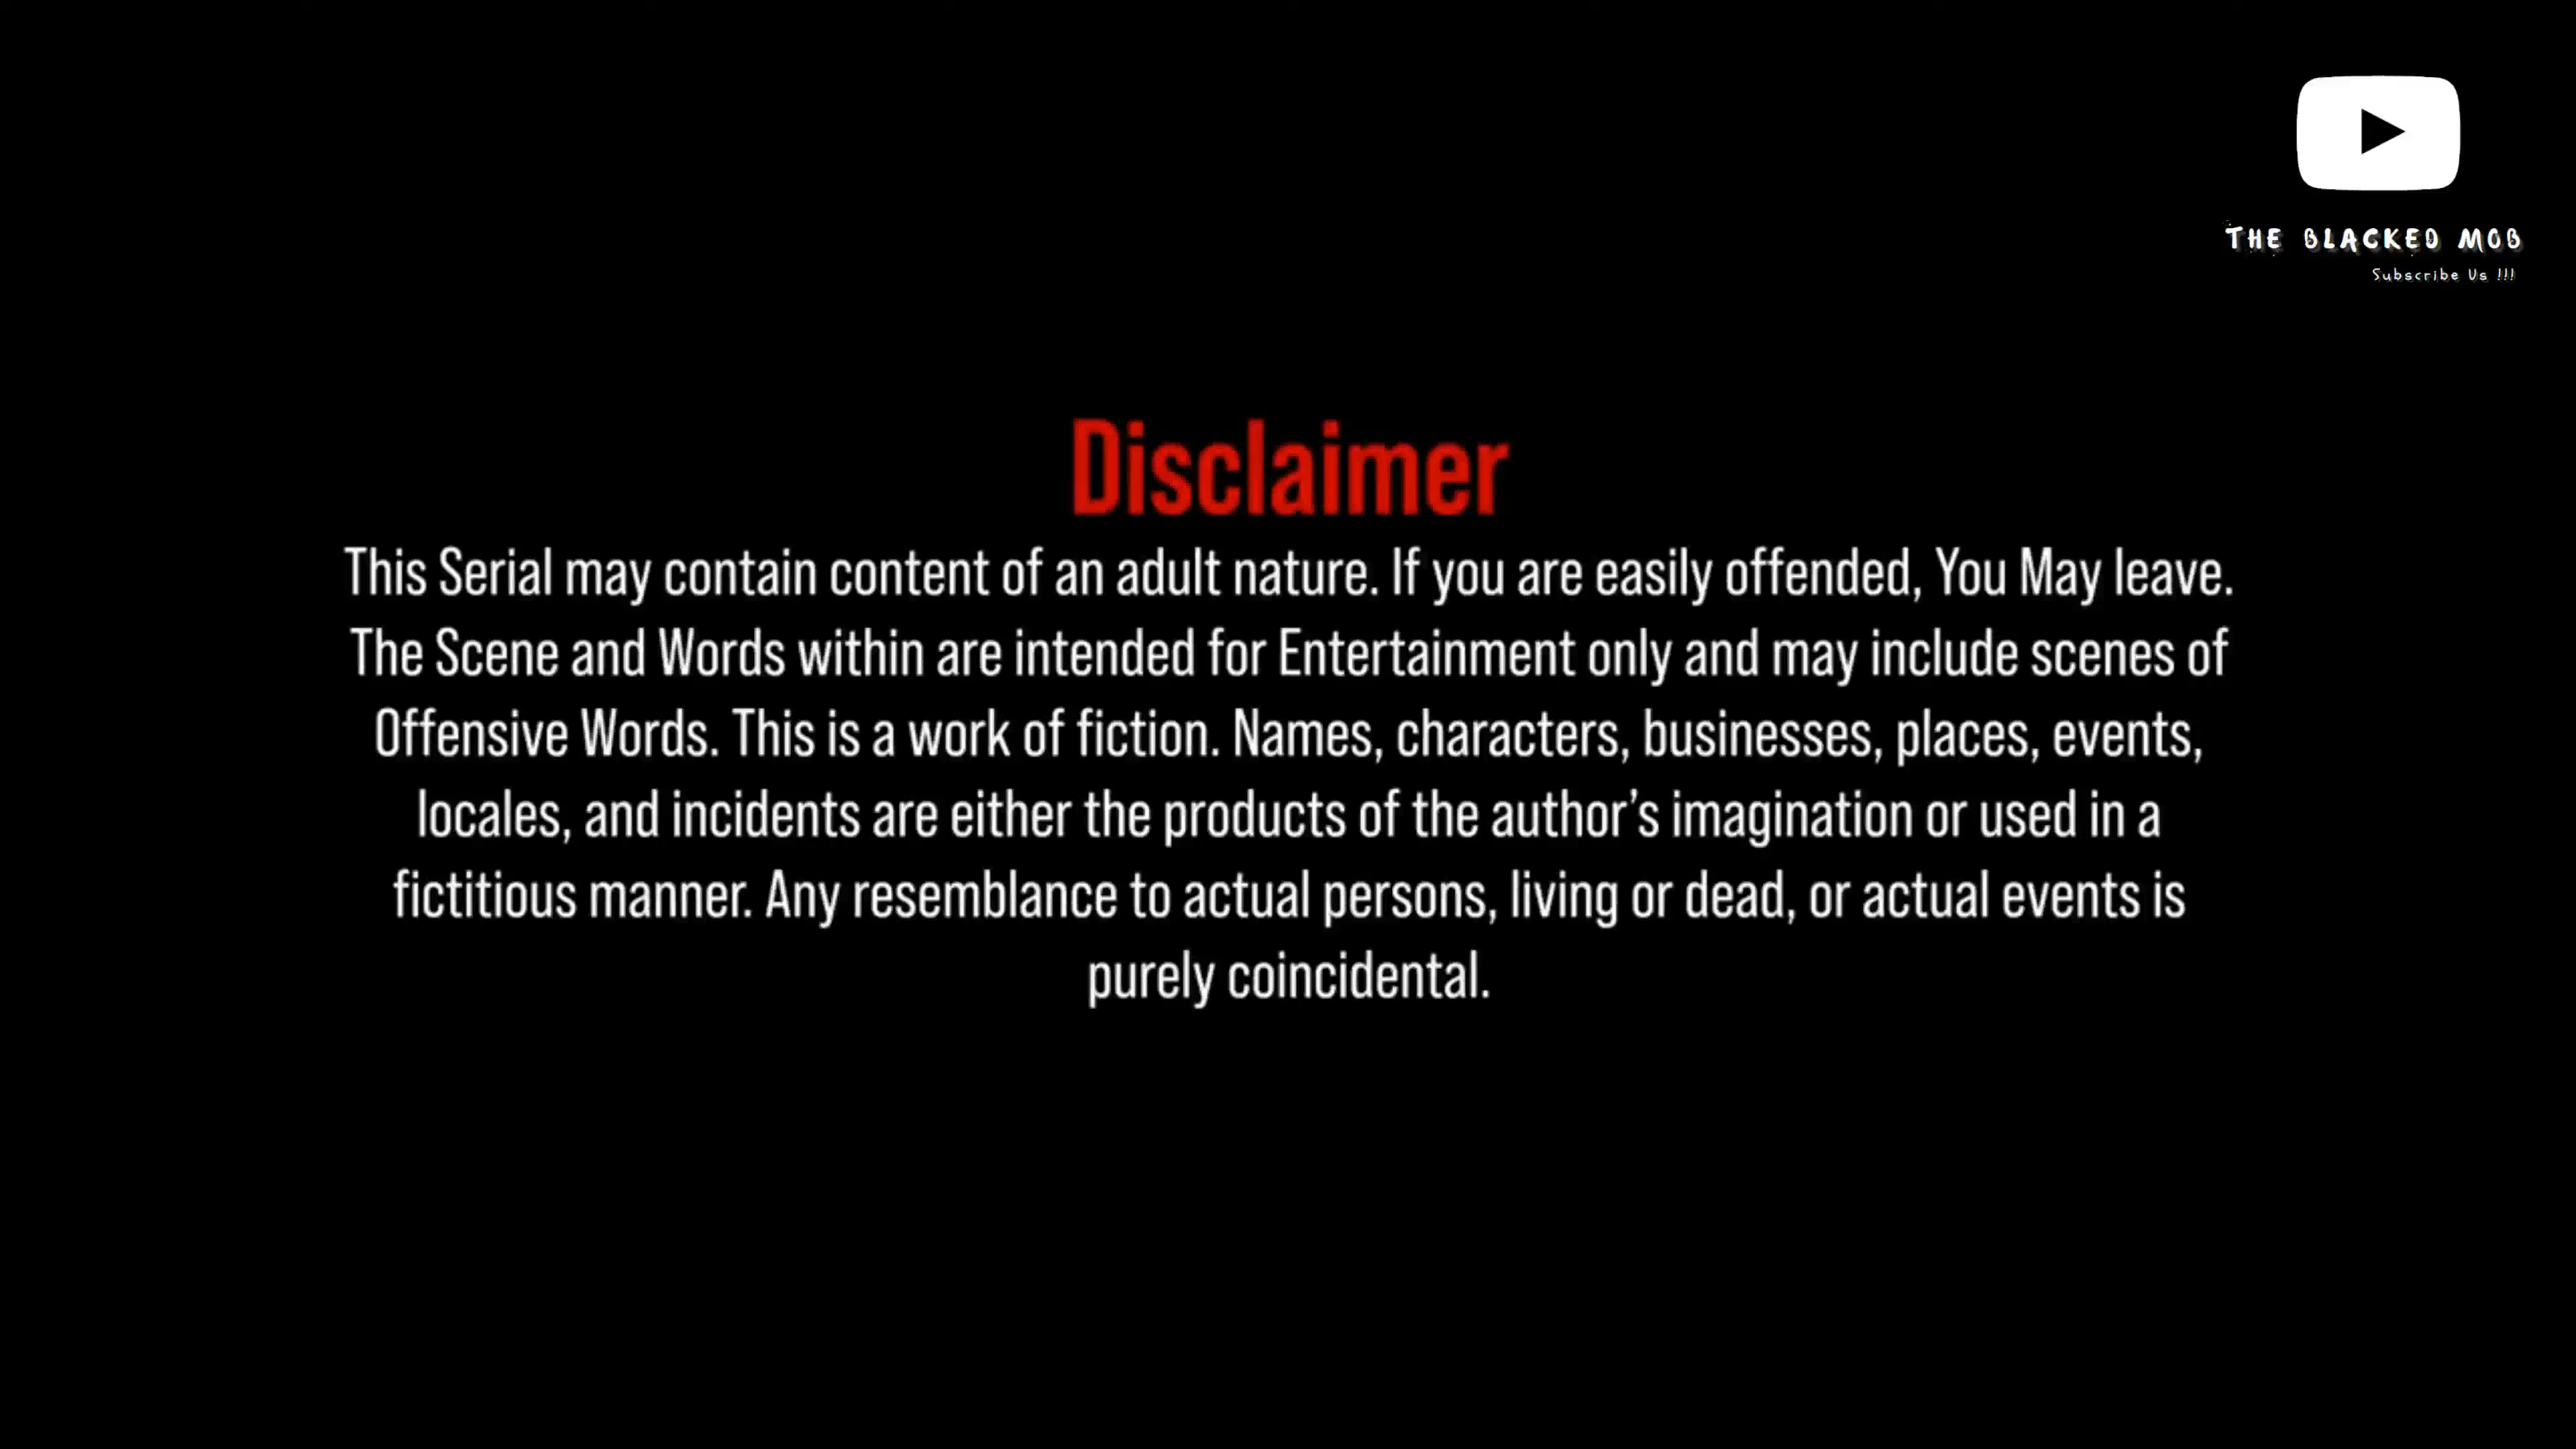 THE BLACKED MOB
Subscribe Us !!!
Disclaimer
This Serial may contain content of an adult nature. If you are easily offended, You May leave.
The Scene and Words within are intended for Entertainment only and may include scenes of
Offensive Words. This is a work of fiction. Names, characters, businesses, places, events,
locales, and incidents are either the products of the author’s imagination or used in a
fictitious manner. Any resemblance to actual persons, living or dead, or actual events is
purely coincidental.